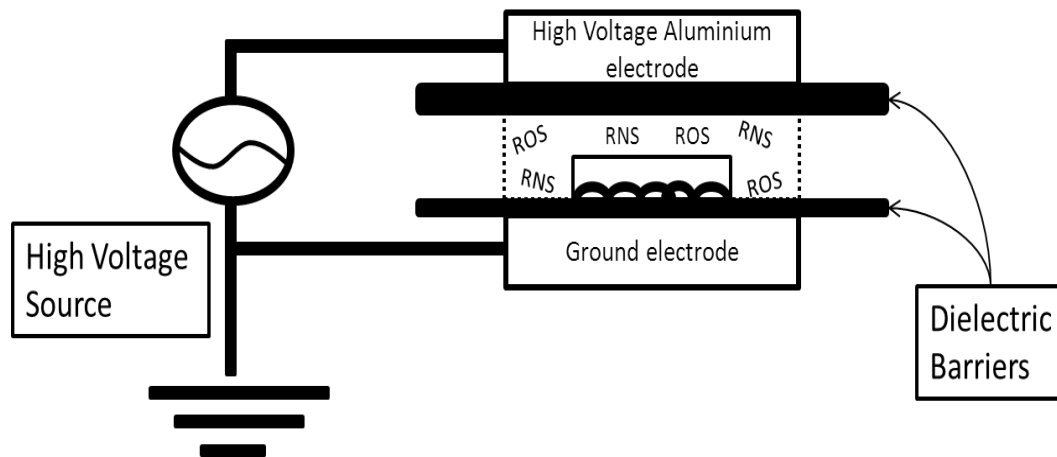 High Voltage Aluminium
electrode
ROS
RNS
ROS
RNS
RNS
ROS
Ground electrode
High Voltage
Source
Dielectric
Barriers